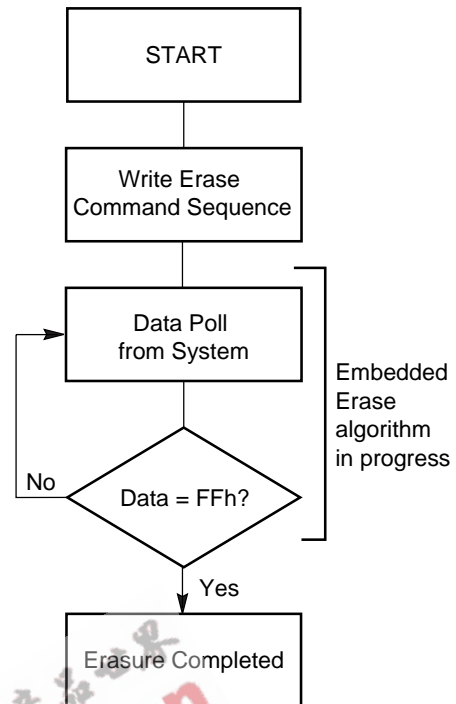 START
Write Erase
Command Sequence
Data Poll
from System
Embedded
Erase
algorithm
in progress
No
Data = FFh?
Yes
Erasure Completed